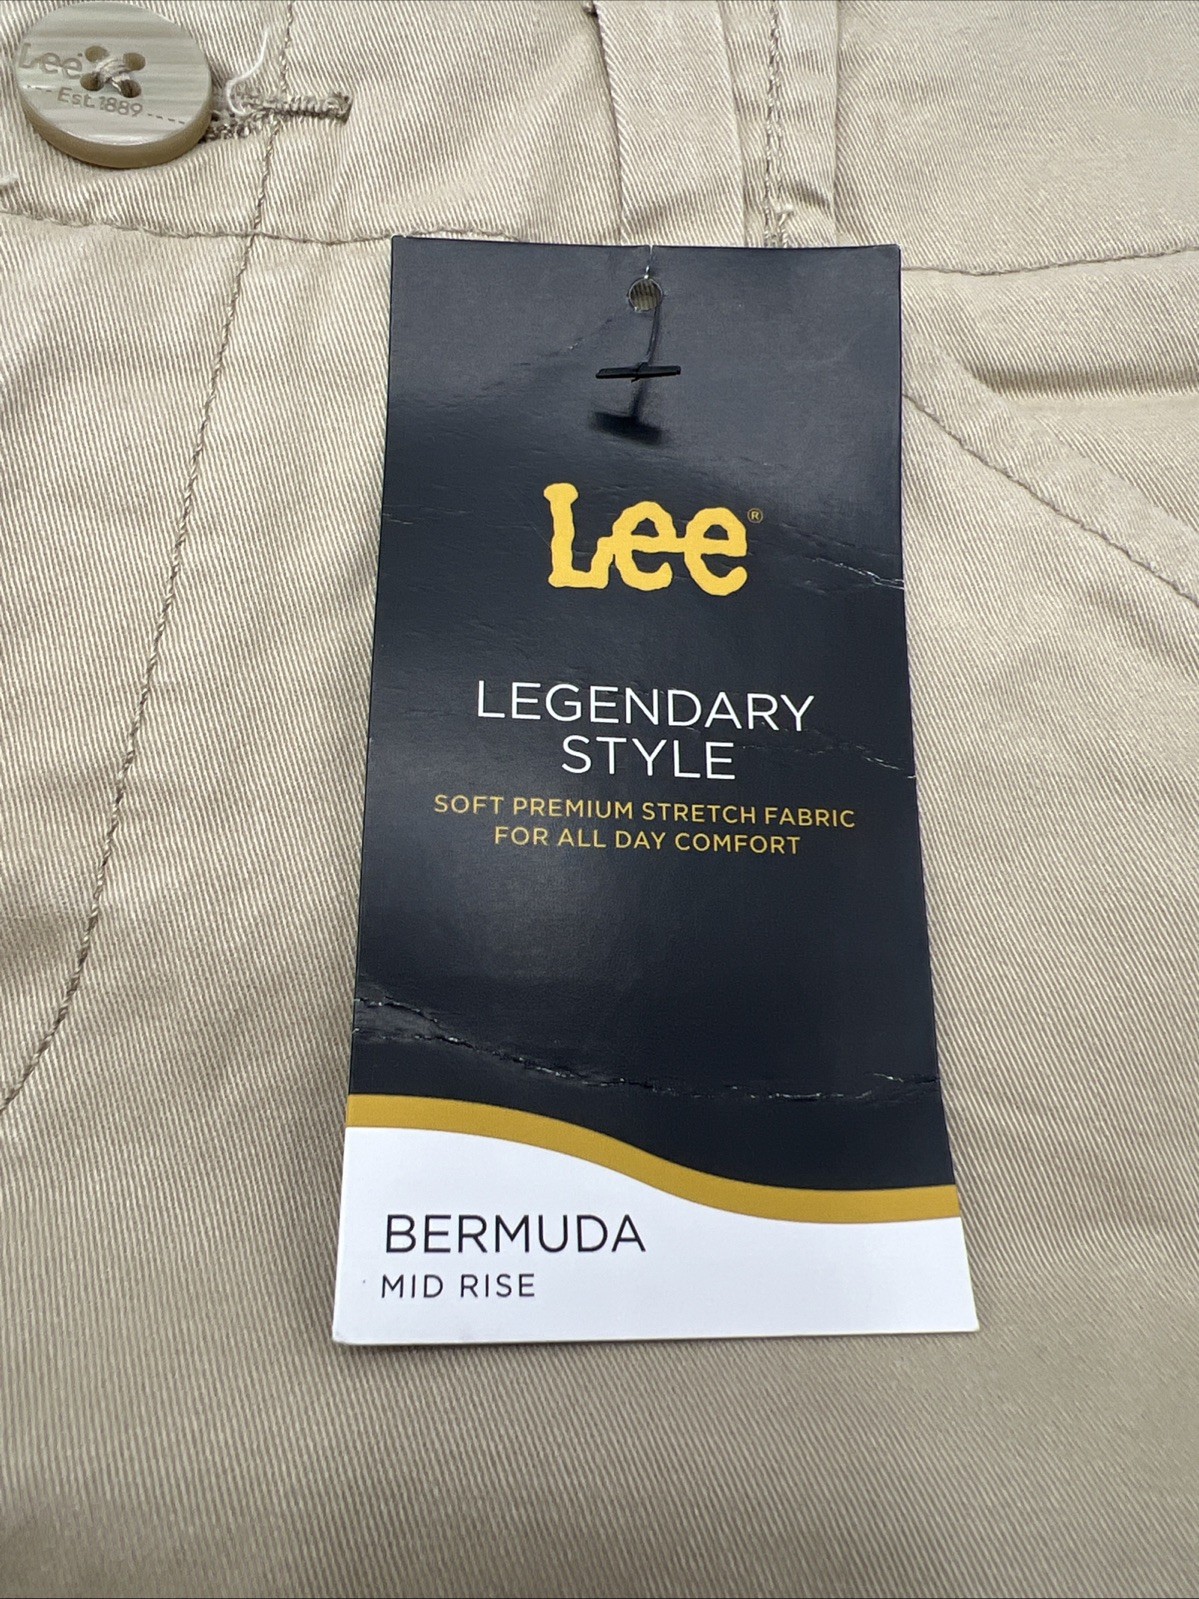 Lee
Est. 1889
Lee®
LEGENDARY
STYLE
SOFT PREMIUM STRETCH FABRIC
FOR ALL DAY COMFORT
BERMUDA
MID RISE